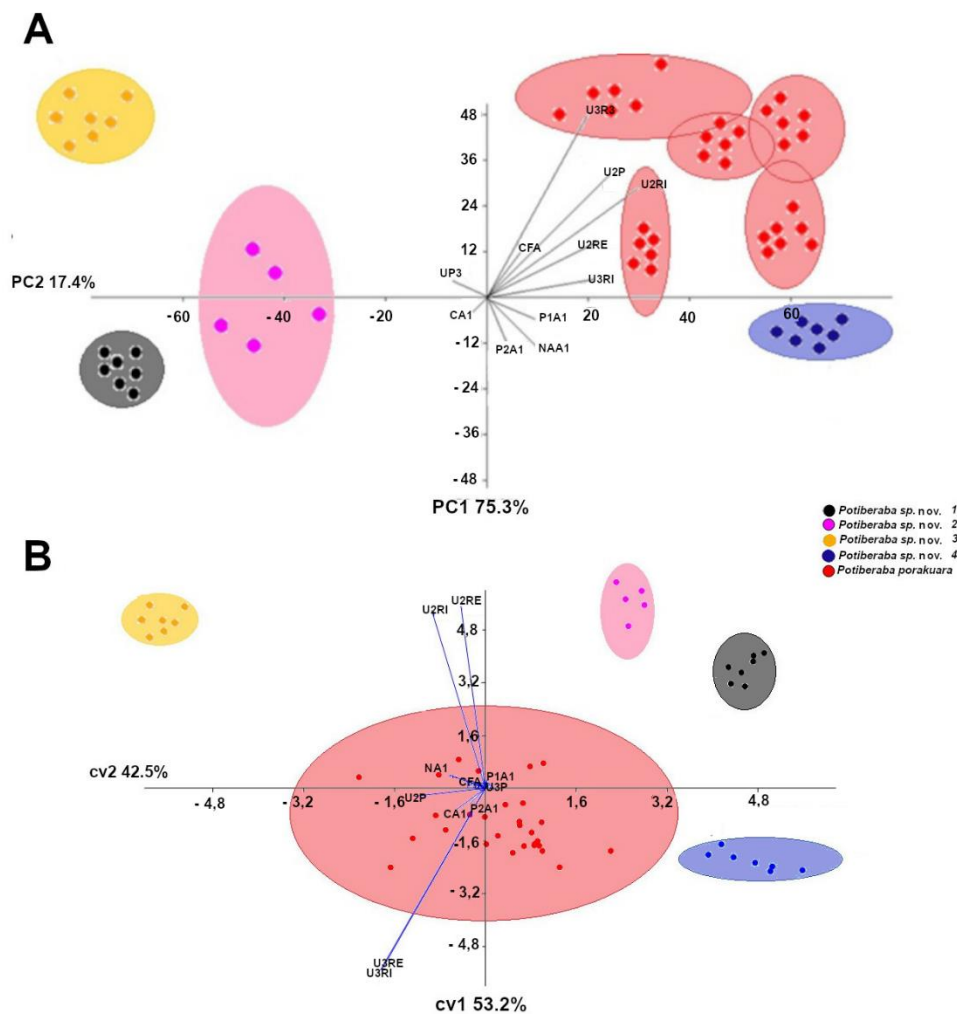 A
48
U3R3
36
U2P
U2RI
24
CFA
U2RE
12
UP3
U3RI
PC2 17.4%
-60
-40
-20
20
40
60
CA1
P1A1
-12
P2A1
NAA1
-24
-36
-48
PC1 75.3%
Potiberaba sp. nov. 1
Potiberaba sp. nov. 2
Potiberaba sp. nov. 3
Potiberaba sp. nov. 4
Potiberaba porakuara
B
U2RE
U2RI
4,8
3,2
1,6
NA1
CFA
P1A1
cv2 42.5%
U3P
U2P
- 4,8
- 3,2
- 1,6
1,6
3,2
4,8
CA1
P2A1
-1,6
- 3,2
- 4,8
U3RE
U3RI
cv1 53.2%